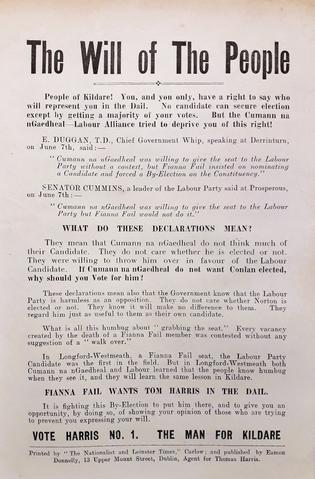 The Will of The People
People of Kildare! You, and you only, have a right to say who
will represent you in the Dail. No candidate can secure election
except by getting a majority of your votes. But the Cumann na
nGaedheal—Labour Alliance tried to deprive you of this right!
E. DUGGAN, T.D., Chief Government Whip, speaking at Derrinturn,
on June 7th, said:—
"Cumann na nGaedheal was willing to give the seat to the Labour
Party without a contest, but Fianna Fail insisted on nominating
a Candidate and forced a By-Election on the Constituency."
SENATOR CUMMINS, a leader of the Labour Party said at Prosperous,
on June 7th:—
"Cumann na nGaedheal was willing to give the seat to the Labour
Party but Fianna Fail would not do it."
WHAT DO THESE DECLARATIONS MEAN?
They mean that Cumann na nGaedheal do not think much of
their Candidate. They do not care whether he is elected or not.
They were willing to throw him over in favour of the Labour
Candidate. If Cumann na nGaedheal do not want Conlan elected,
why should you Vote for him?
These declarations mean also that the Government know that the Labour
Party is harmless as an opposition. They do not care whether Norton is
elected or not. They know it will make no difference to them. They
regard him just as useful to them as their own candidate.
What is all this humbug about "grabbing the seat." Every vacancy
created by the death of a Fianna Fail member was contested without any
suggestion of a "walk over."
In Longford-Westmeath, a Fianna Fail seat, the Labour Party
Candidate was the first in the field. But in Longford-Westmeath both
Cumann na nGaedheal and Labour learned that the people know humbug
when they see it, and they will learn the same lesson in Kildare.
FIANNA FAIL WANTS TOM HARRIS IN THE DAIL.
It is fighting this By-Election to put him there, and to give you an
opportunity, by doing so, of showing your opinion of those who are trying
to prevent you expressing your will.
VOTE HARRIS NO. 1. THE MAN FOR KILDARE
Printed by "The Nationalist and Leinster Times," Carlow; and published by Eamon
Donnelly, 13 Upper Mount Street, Dublin, Agent for Thomas Harris.